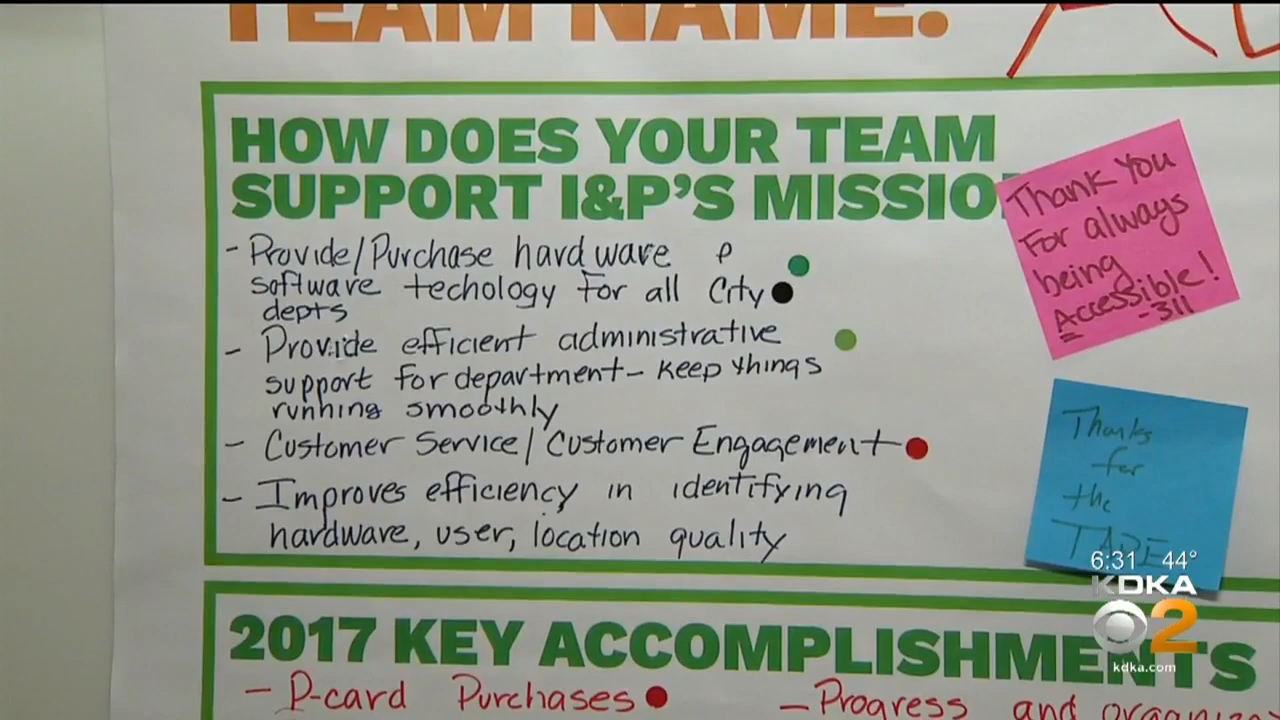 TEAM NAME:
HOW DOES YOUR TEAM
SUPPORT I&P'S MISSIO
- Provide/Purchase hardware &
software techology for all City
depts
- Provide efficient administrative
support for department - keep things
running smoothly
- Customer Service/Customer Engagement
- Improves efficiency in identifying
hardware, user, location quality
Thank You
For always
being
Accessible!
-311
Thanks
for
the
TAPE
6:31 44°
KDKA
2
kdka.com
2017 KEY ACCOMPLISHMENTS
- P-card Purchases
- Progress and